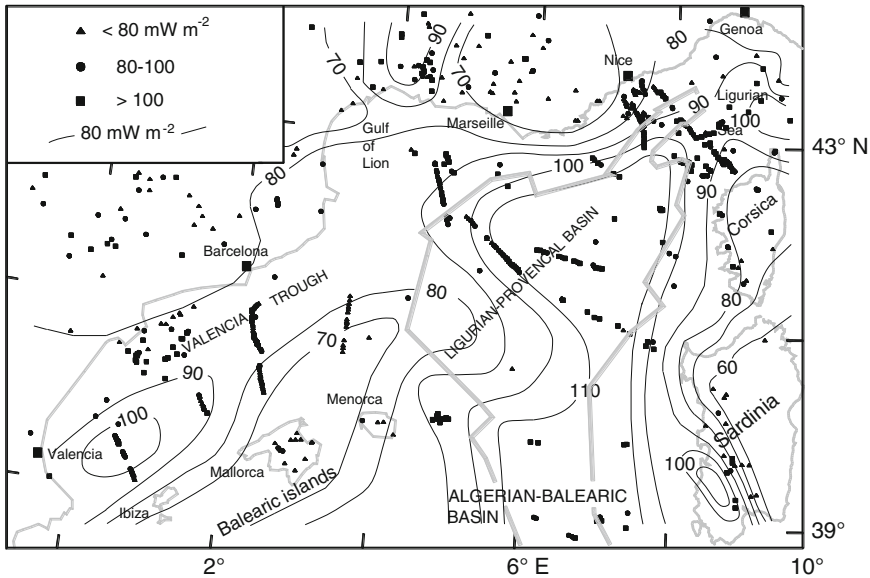 < 80 mW m-2
80-100
> 100
80 mW m-2
70
90
70
80
Genoa
Nice
Marseille
90
Ligurian
100
Sea
Gulf
of
Lion
43° N
100
80
90
Corsica
Barcelona
LIGURIAN-PROVENCAL BASIN
VALENCIA TROUGH
80
80
70
60
90
110
Menorca
100
Sardinia
Valencia
Mallorca
100
Ibiza
Balearic islands
ALGERIAN-BALEARIC
BASIN
39°
2°
6° E
10°